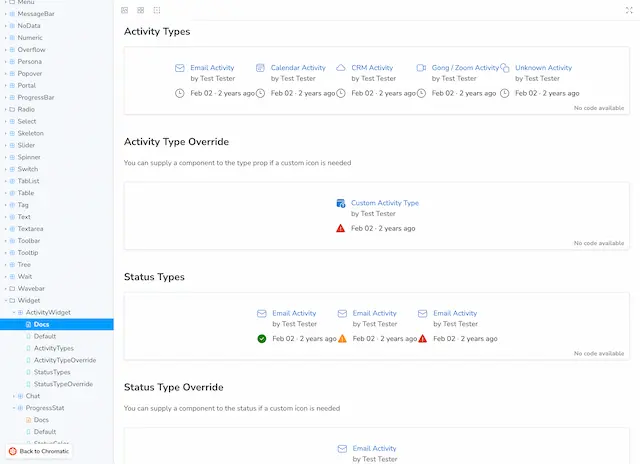 Menu
MessageBar
NoData
Numeric
Overflow
Persona
Popover
Portal
ProgressBar
Radio
Select
Skeleton
Slider
Spinner
Switch
TabList
Table
Tag
Text
Textarea
Toolbar
Tooltip
Tree
Wait
Wavebar
Widget
ActivityWidget
Docs
Default
ActivityTypes
ActivityTypeOverride
StatusTypes
StatusTypeOverride
Chat
ProgressStat
Docs
Default
StatusColor
Back to Chromatic
Activity Types
Email Activity Calendar Activity CRM Activity Gong / Zoom Activity Unknown Activity
by Test Tester by Test Tester by Test Tester by Test Tester by Test Tester
Feb 02 · 2 years ago Feb 02 · 2 years ago Feb 02 · 2 years ago Feb 02 · 2 years ago Feb 02 · 2 years ago
No code available
Activity Type Override
You can supply a component to the type prop if a custom icon is needed
Custom Activity Type
by Test Tester
Feb 02 · 2 years ago
No code available
Status Types
Email Activity Email Activity Email Activity
by Test Tester by Test Tester by Test Tester
Feb 02 · 2 years ago Feb 02 · 2 years ago Feb 02 · 2 years ago
No code available
Status Type Override
You can supply a component to the status if a custom icon is needed
Email Activity
by Test Tester